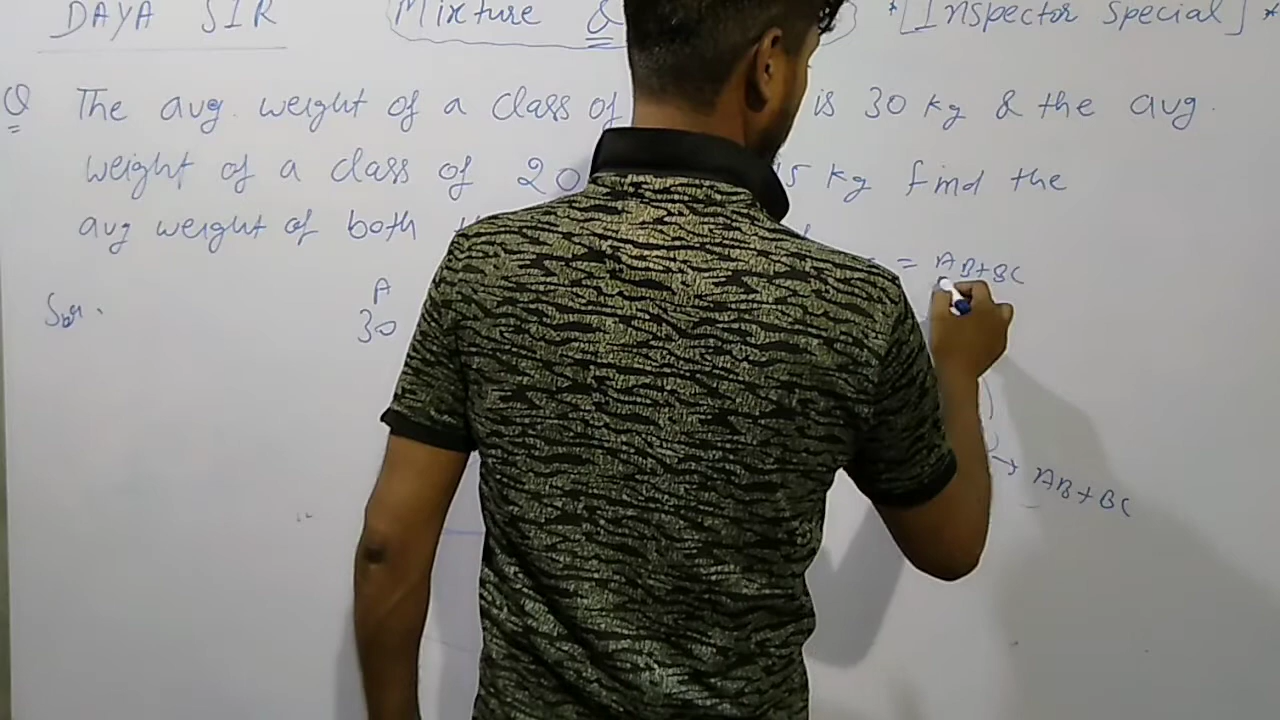 DAYA SIR Mixture & * [Inspector Special] *
Q The avg. weight of a class of is 30 kg & the avg.
weight of a class of 20 5 kg find the
avg weight of both
= AB+BC
A
Sol. 30
→ AB+BC